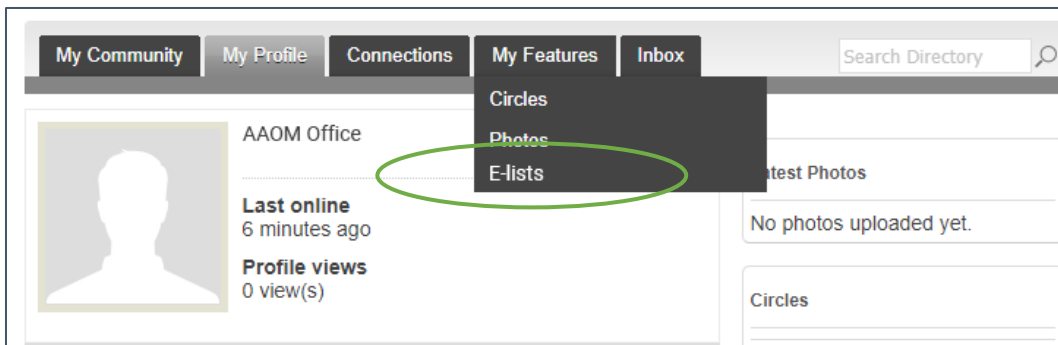 My Community
My Profile
Connections
My Features
Inbox
Search Directory
Circles
Photos
E-lists
AAOM Office
Last online
6 minutes ago
Profile views
0 view(s)
Photos
No photos uploaded yet.
Circles